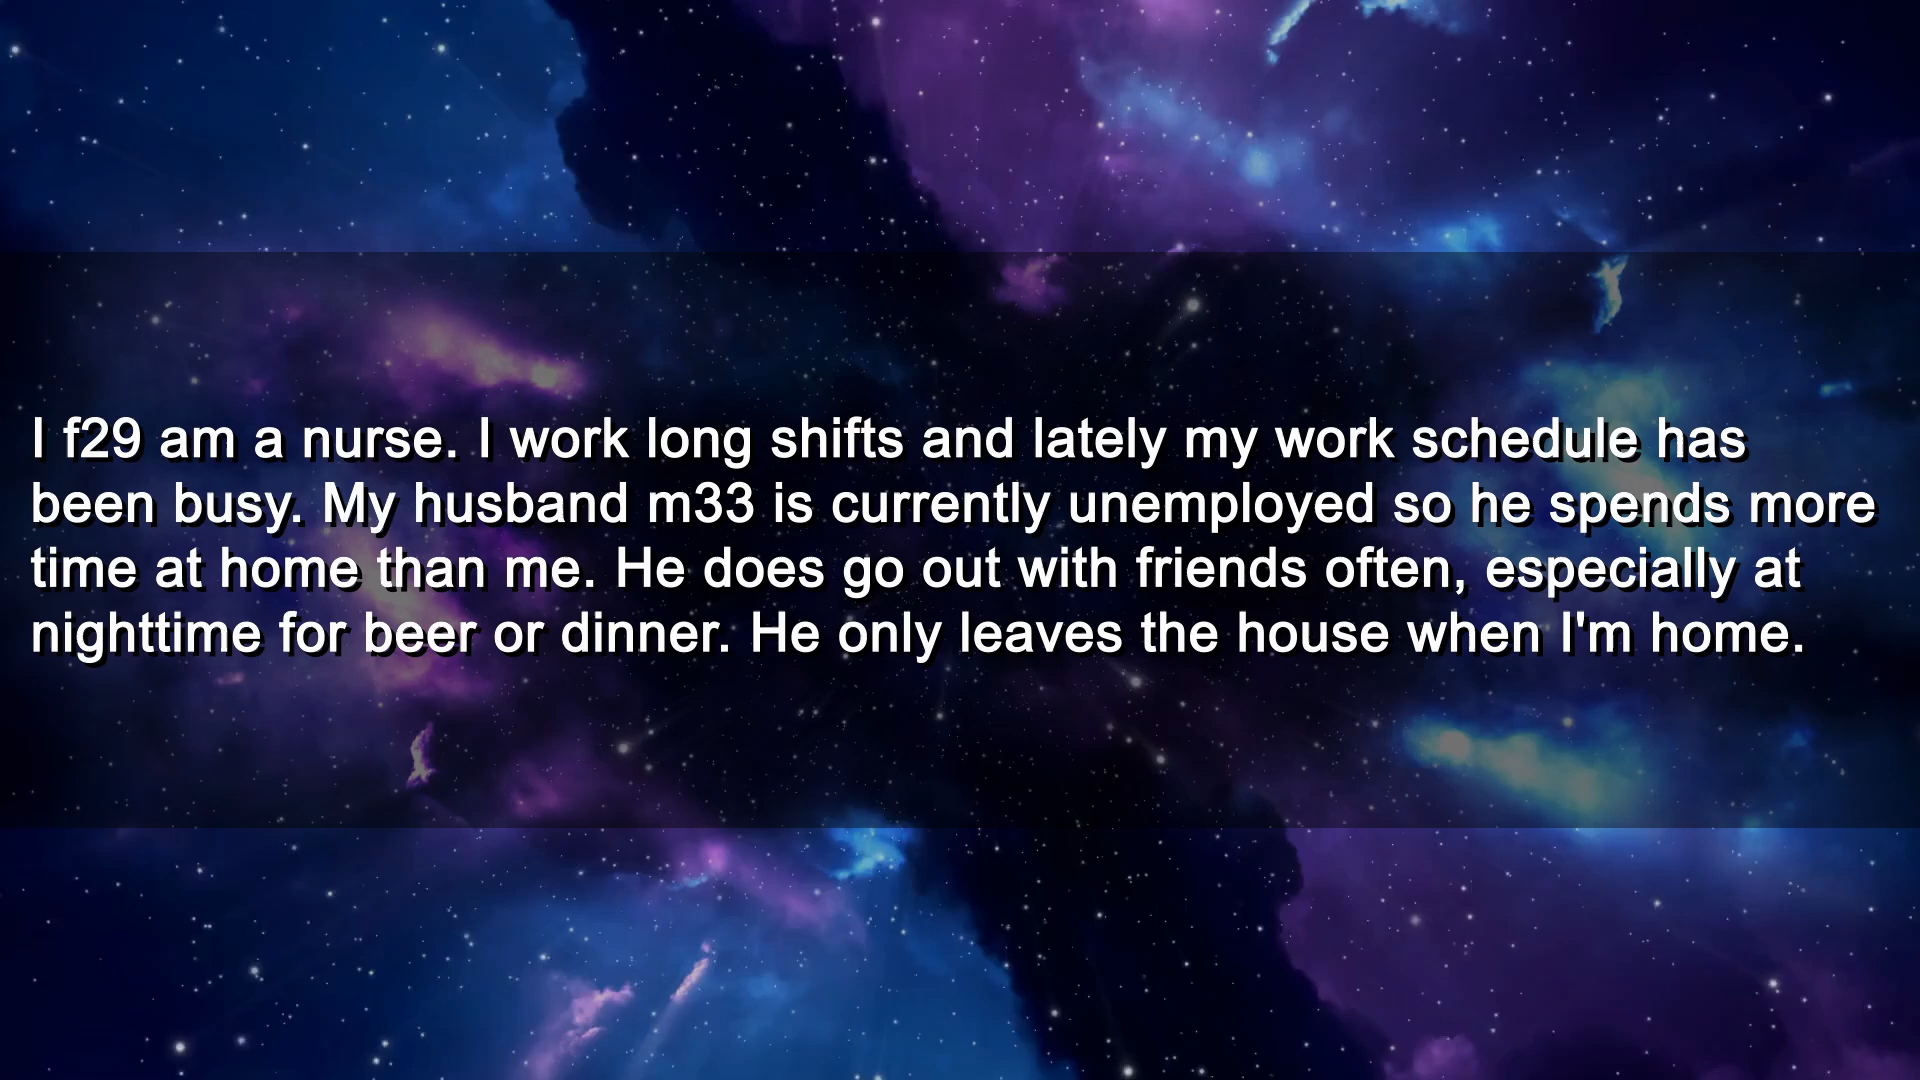 I f29 am a nurse. I work long shifts and lately my work schedule has
been busy. My husband m33 is currently unemployed so he spends more
time at home than me. He does go out with friends often, especially at
nighttime for beer or dinner. He only leaves the house when I'm home.